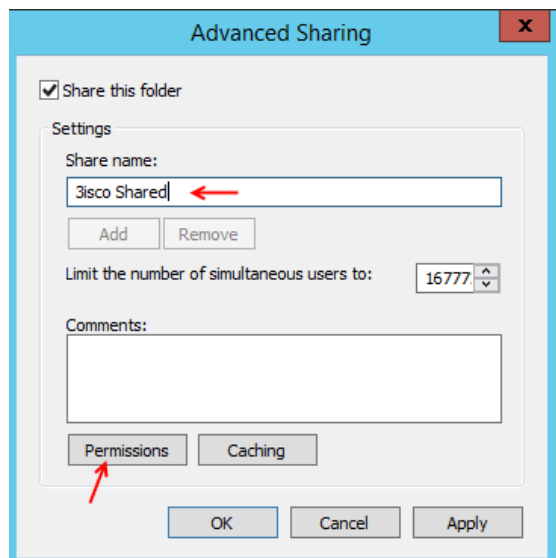 Advanced Sharing
x
Share this folder
Settings
Share name:
3isco Shared
Add Remove
Limit the number of simultaneous users to: 16777
Comments:
Permissions Caching
OK Cancel Apply